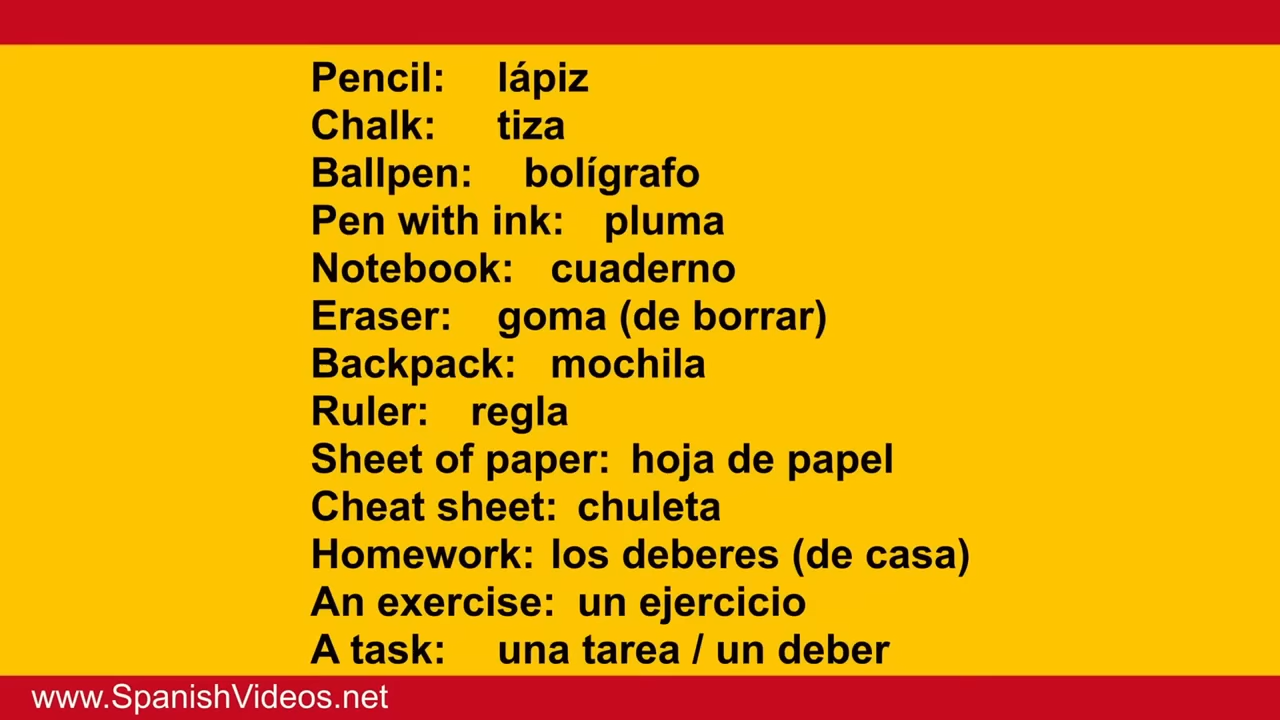 Pencil: lápiz
Chalk: tiza
Ballpen: bolígrafo
Pen with ink: pluma
Notebook: cuaderno
Eraser: goma (de borrar)
Backpack: mochila
Ruler: regla
Sheet of paper: hoja de papel
Cheat sheet: chuleta
Homework: los deberes (de casa)
An exercise: un ejercicio
A task: una tarea / un deber
www.SpanishVideos.net